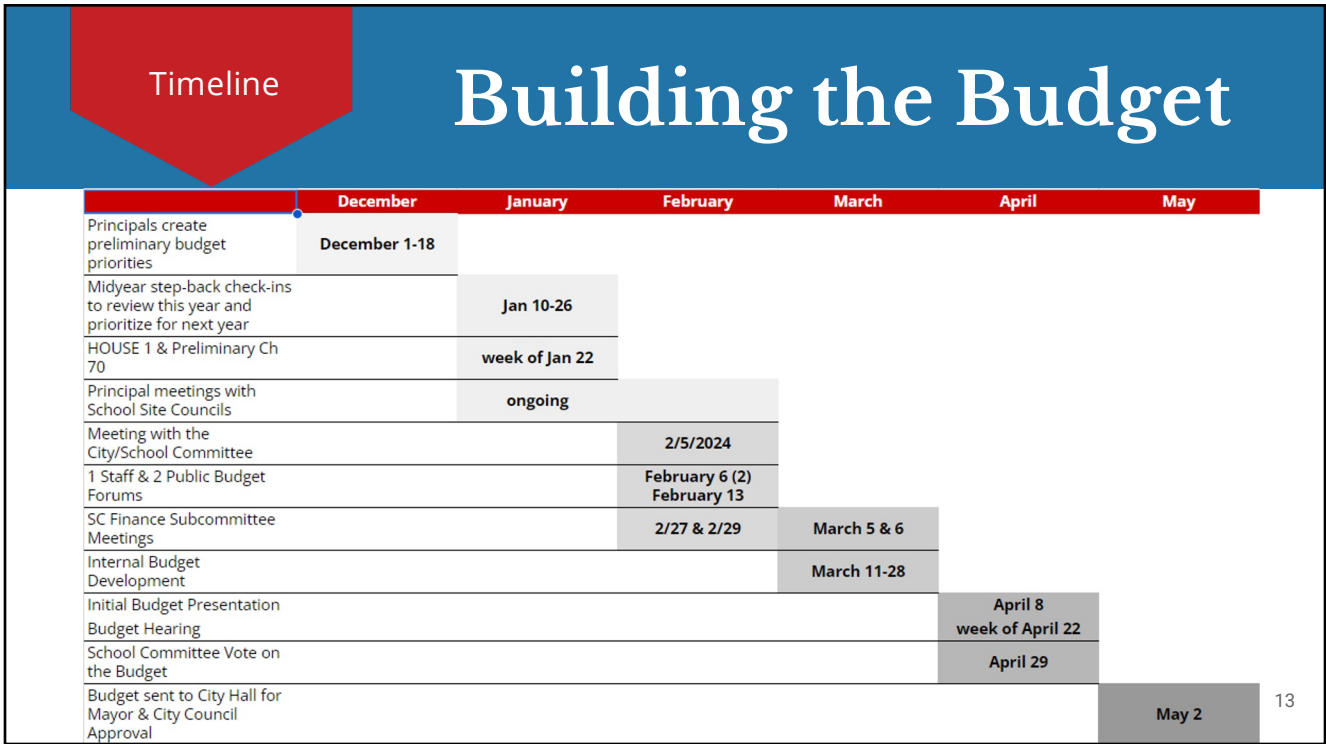 Timeline
Building the Budget
December January February March April May
Principals create
preliminary budget
priorities
December 1-18
Midyear step-back check-ins
to review this year and
prioritize for next year
Jan 10-26
HOUSE 1 & Preliminary Ch
70
week of Jan 22
Principal meetings with
School Site Councils
ongoing
Meeting with the
City/School Committee
2/5/2024
1 Staff & 2 Public Budget
Forums
February 6 (2)
February 13
SC Finance Subcommittee
Meetings
2/27 & 2/29
March 5 & 6
Internal Budget
Development
March 11-28
Initial Budget Presentation
April 8
Budget Hearing
week of April 22
School Committee Vote on
the Budget
April 29
Budget sent to City Hall for
Mayor & City Council
Approval
May 2
13